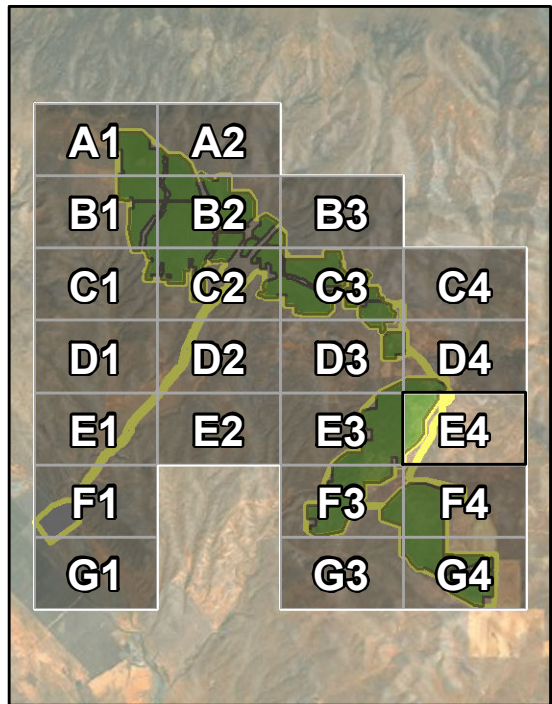 A1 A2
B1 B2 B3
C1 C2 C3 C4
D1 D2 D3 D4
E1 E2 E3 E4
F1 F3 F4
G1 G3 G4